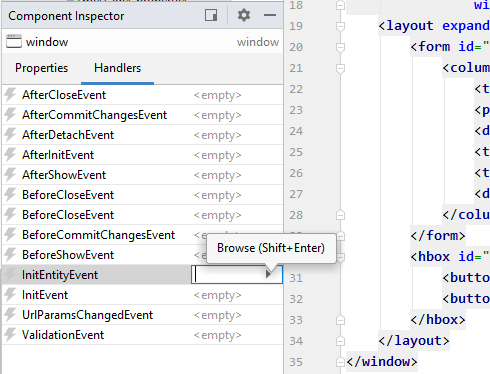 Component Inspector
window window
Properties Handlers
AfterCloseEvent <empty>
AfterCommitChangesEvent <empty>
AfterDetachEvent <empty>
AfterInitEvent <empty>
AfterShowEvent <empty>
BeforeCloseEvent <empty>
BeforeCloseEvent <empty>
BeforeCommitChangesEvent <empty>
BeforeShowEvent
Browse (Shift+Enter)
InitEntityEvent
InitEvent <empty>
UrlParamsChangedEvent <empty>
ValidationEvent <empty>
18 wi
19 <layout expand
20 <form id="
21 <colum
22 <t
23 <p
24 <d
25 <t
26 <t
27 <d
28 </colu
29 </form>
<hbox id="
31 <butto
32 <butto
33 </hbox>
34 </layout>
35 </window>